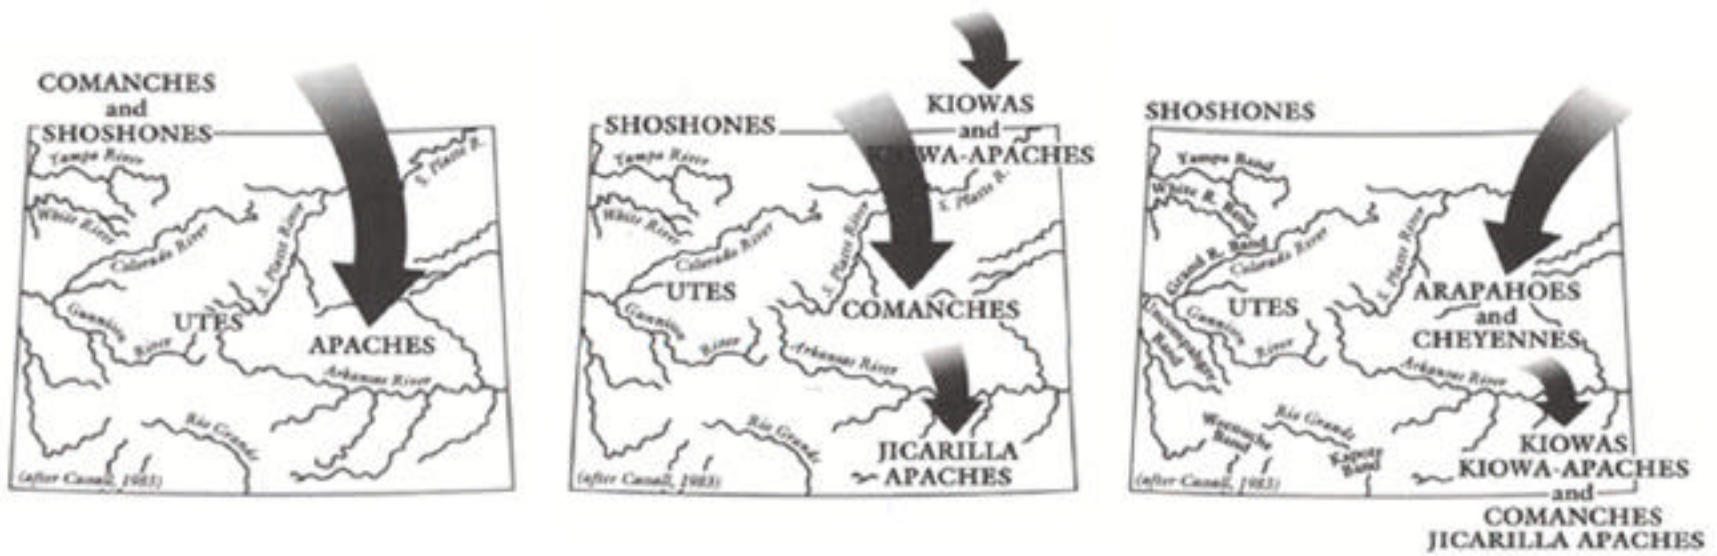 COMANCHES
and
SHOSHONES
Yampa River
S. Platte R.
White River
Colorado River
S. Platte River
Gunnison
River
UTES
APACHES
Arkansas River
Rio Grande
(after Cassells, 1983)
KIOWAS
and
KIOWA-APACHES
SHOSHONES
Yampa River
S. Platte R.
White River
Colorado River
S. Platte River
UTES
COMANCHES
Gunnison
River
Arkansas River
Rio Grande
JICARILLA
APACHES
(after Cassells, 1983)
SHOSHONES
Yampa Band
White R. Band
Grand R. Band
Colorado River
S. Platte River
UTES
ARAPAHOES
and
CHEYENNES
Uncompahgre
Band
Gunnison
River
Arkansas River
Weenuche
Band
Rio Grande
Kapote
Band
(after Cassells, 1983)
KIOWAS
KIOWA-APACHES
and
COMANCHES
JICARILLA APACHES